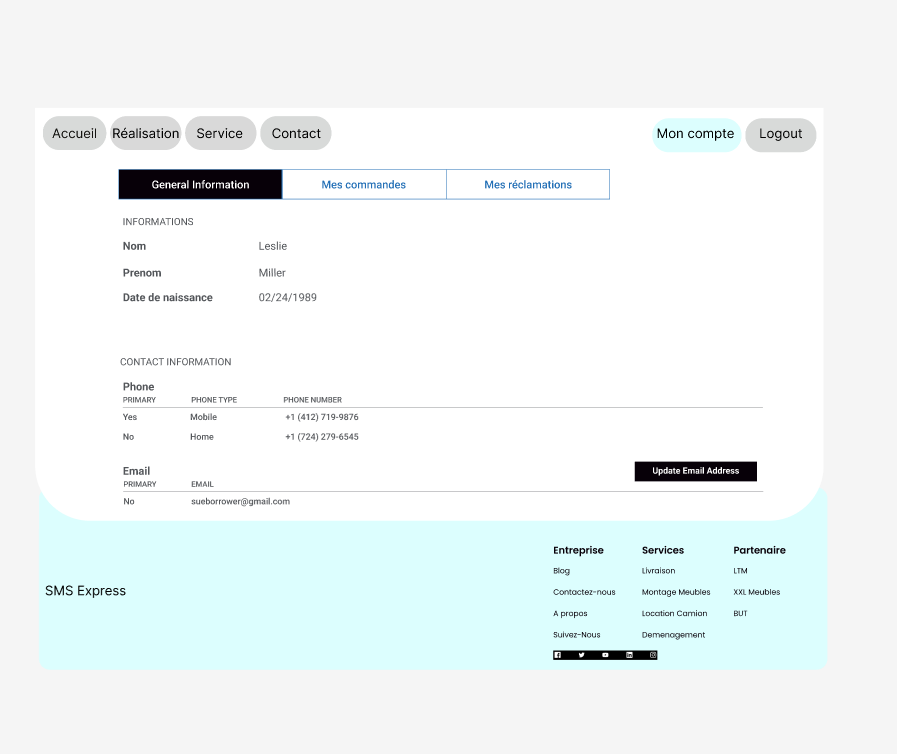 Accueil Réalisation Service Contact Mon compte Logout
General Information Mes commandes Mes réclamations
INFORMATIONS
Nom Leslie
Prenom Miller
Date de naissance 02/24/1989
CONTACT INFORMATION
Phone
PRIMARY PHONE TYPE PHONE NUMBER
Yes Mobile +1 (412) 719-9876
No Home +1 (724) 279-6545
Email Update Email Address
PRIMARY EMAIL
No sueborrower@gmail.com
Entreprise Services Partenaire
Blog Livraison LTM
SMS Express
Contactez-nous Montage Meubles XXL Meubles
A propos Location Camion BUT
Suivez-Nous Demenagement